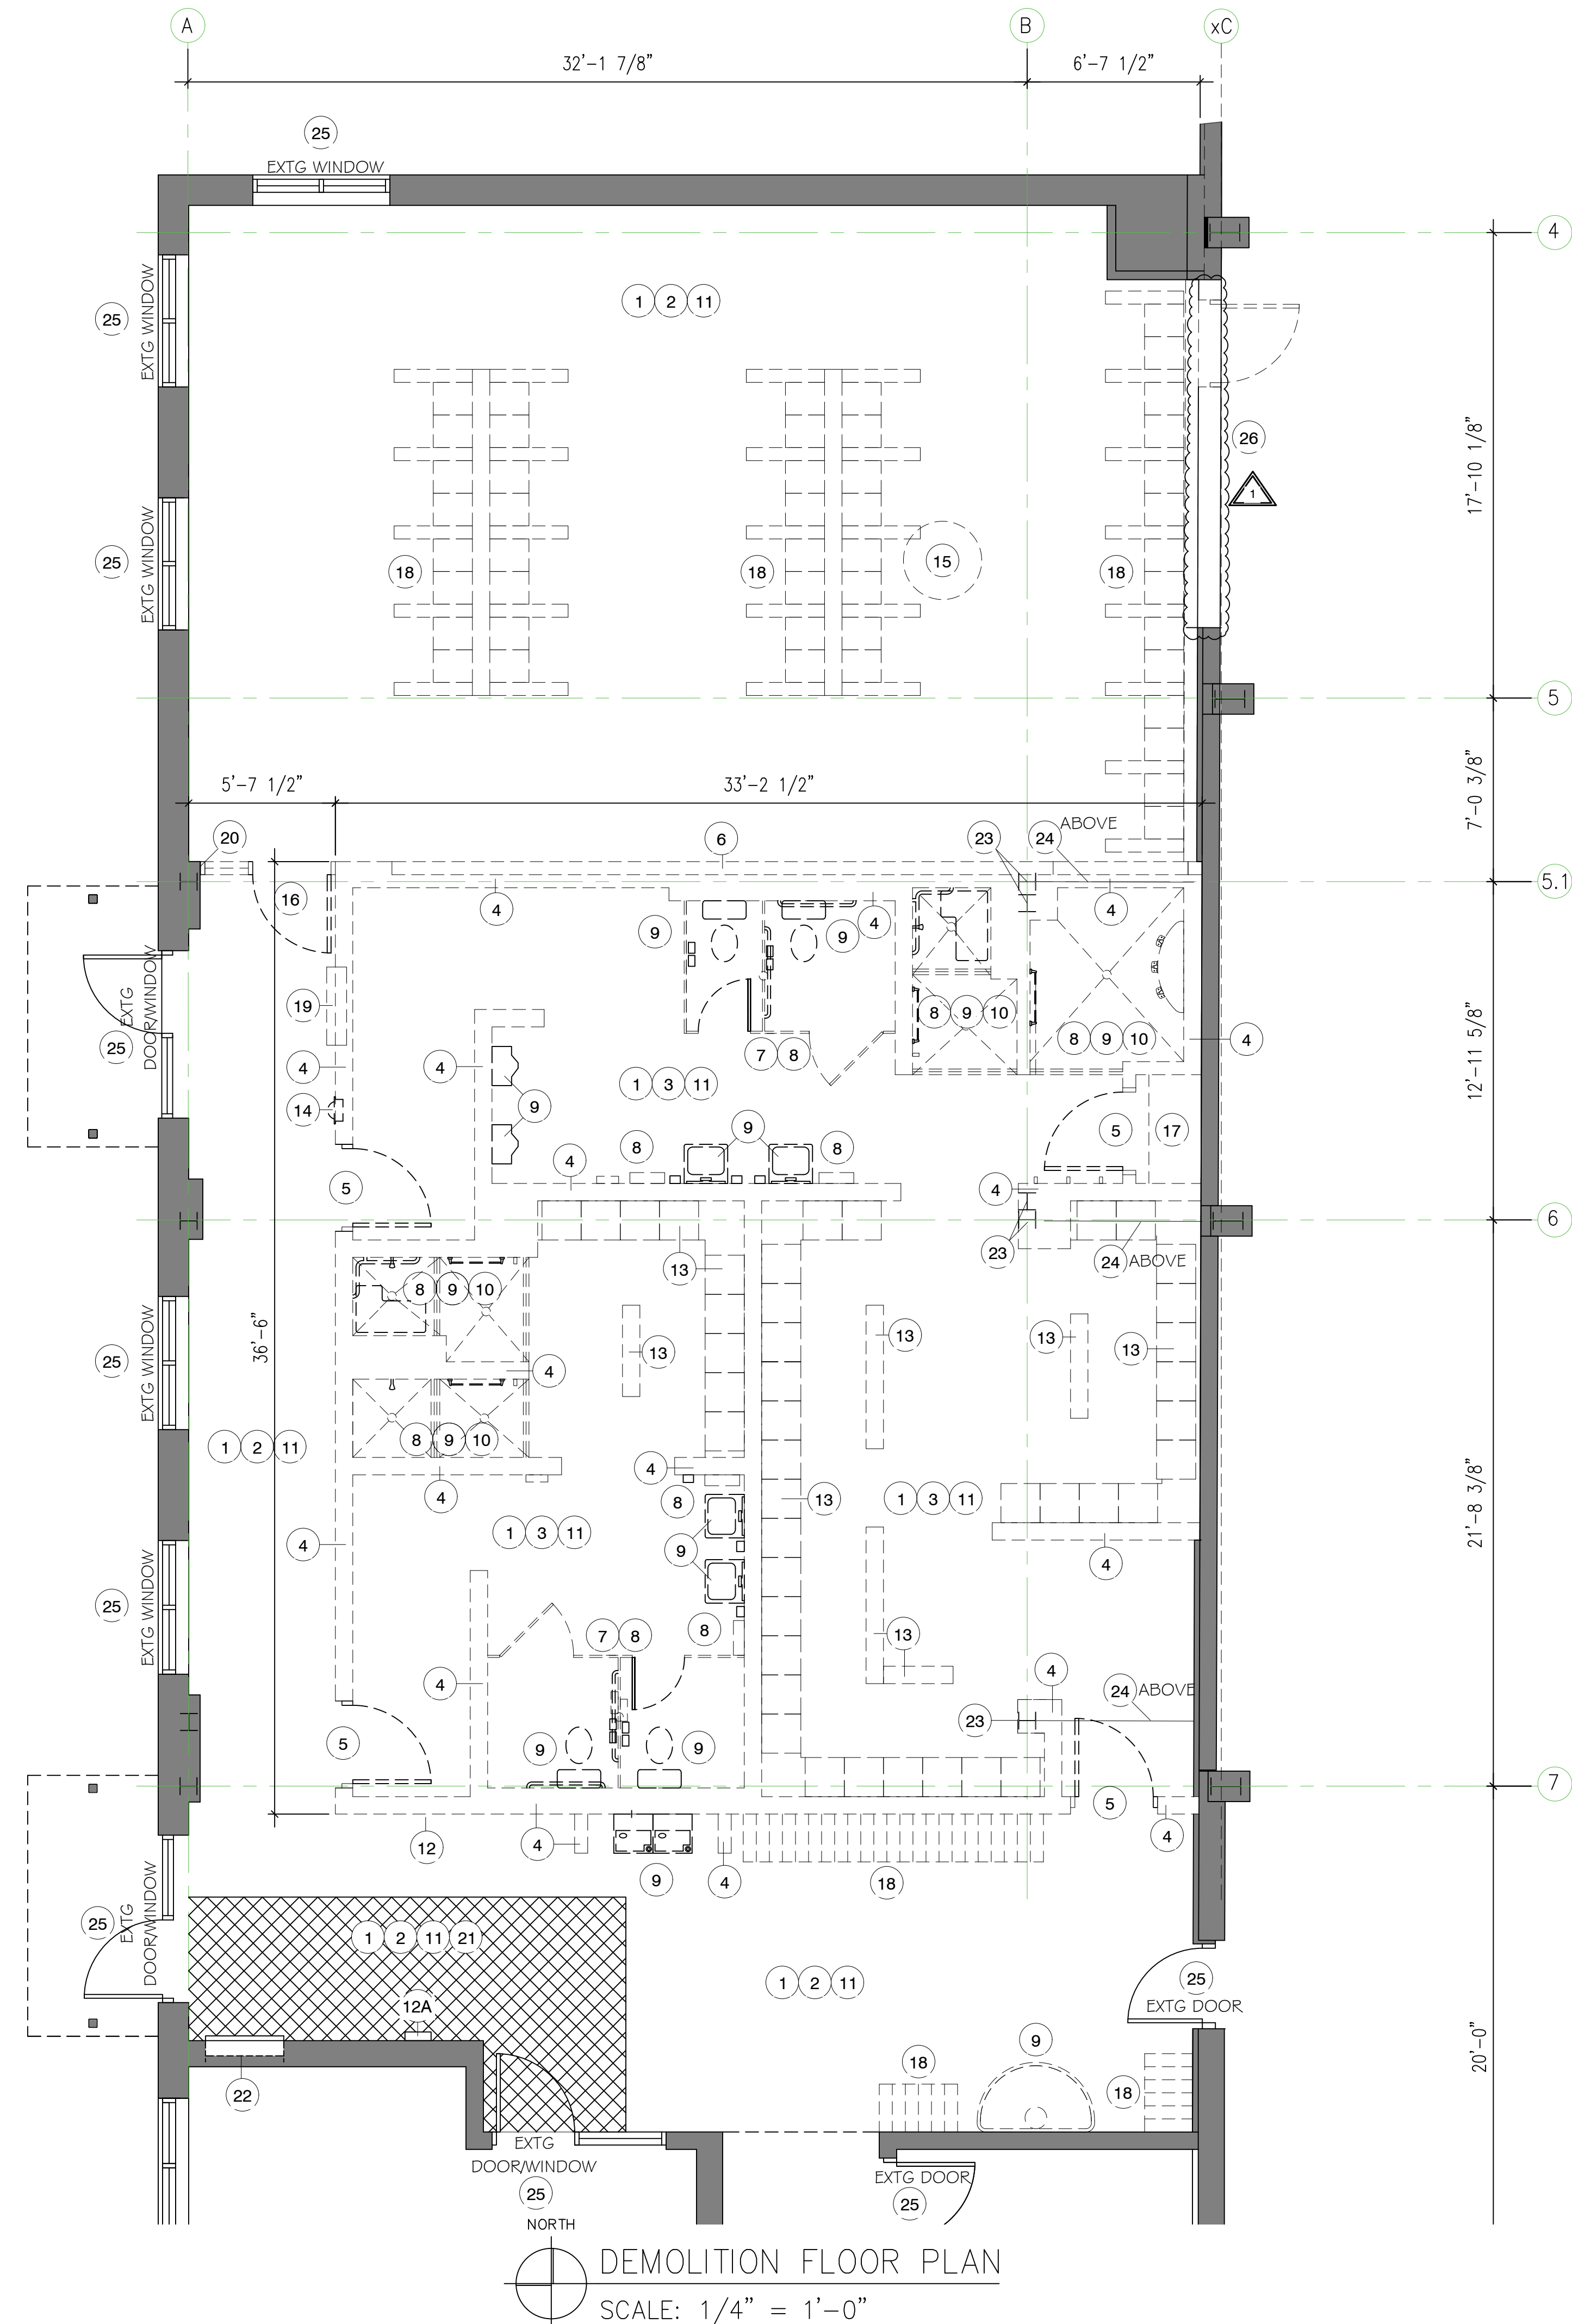 A
B
xC
32'-1 7/8"
6'-7 1/2"
25
EXTG WINDOW
4
25
EXTG WINDOW
1 2 11
26
1
17'-10 1/8"
25
EXTG WINDOW
18
18
15
18
5
5'-7 1/2"
33'-2 1/2"
7'-0 3/8"
20
6
23
24
ABOVE
5.1
16
4
9
9
4
4
25
EXTG
DOOR/WINDOW
19
8 9 10
8 9 10
4
12'-11 5/8"
4
4
7 8
1 3 11
14
9
5
17
9
8
8
5
4
4
6
23
24
ABOVE
13
8 9 10
36'-6"
25
EXTG WINDOW
13
13
13
13
4
1 2 11
8 9 10
4
4
8
13
1 3 11
21'-8 3/8"
4
1 3 11
9
4
25
EXTG WINDOW
7 8
8
13
4
4
24
ABOVE
23
5
9
9
7
5
12
4
9
4
18
4
25
EXTG
DOOR/WINDOW
1 2 11 21
1 2 11
25
EXTG DOOR
12A
20'-0"
22
18
9
18
EXTG
DOOR/WINDOW
25
EXTG DOOR
25
NORTH
DEMOLITION FLOOR PLAN
SCALE: 1/4" = 1'-0"